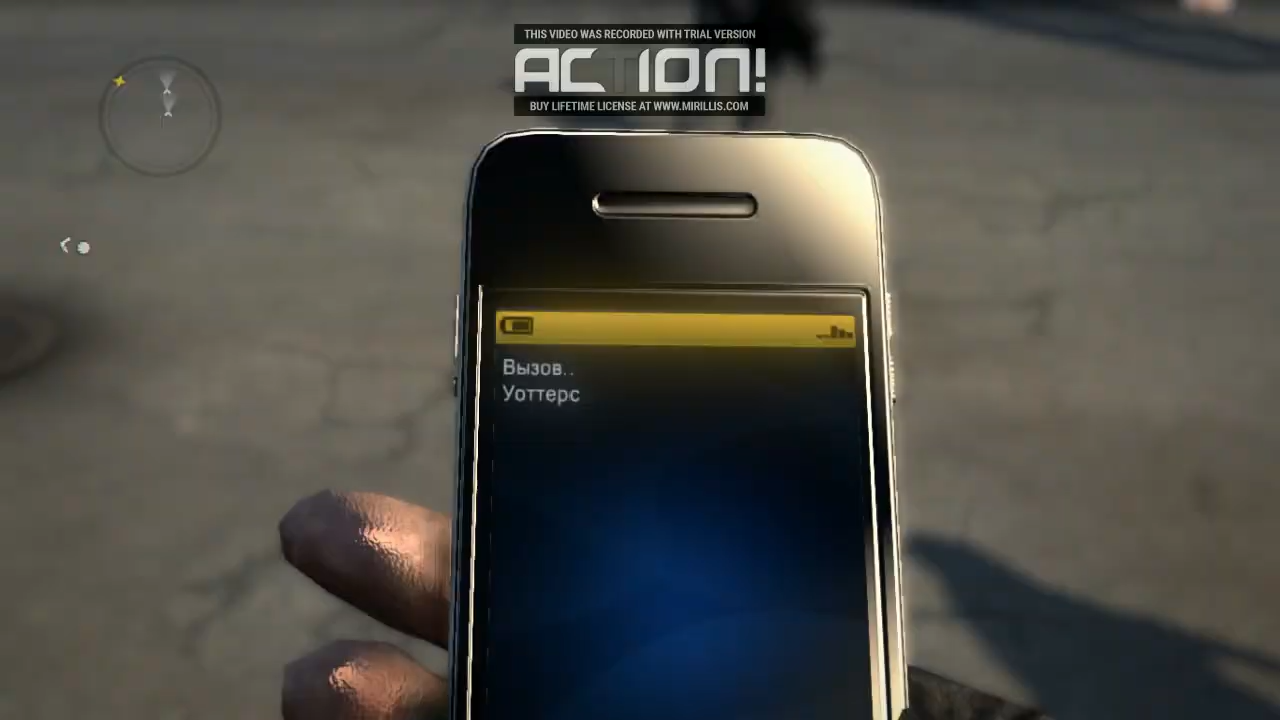 THIS VIDEO WAS RECORDED WITH TRIAL VERSION
ACTION!
BUY LIFETIME LICENSE AT WWW.MIRILLIS.COM
Вызов..
Уоттерс